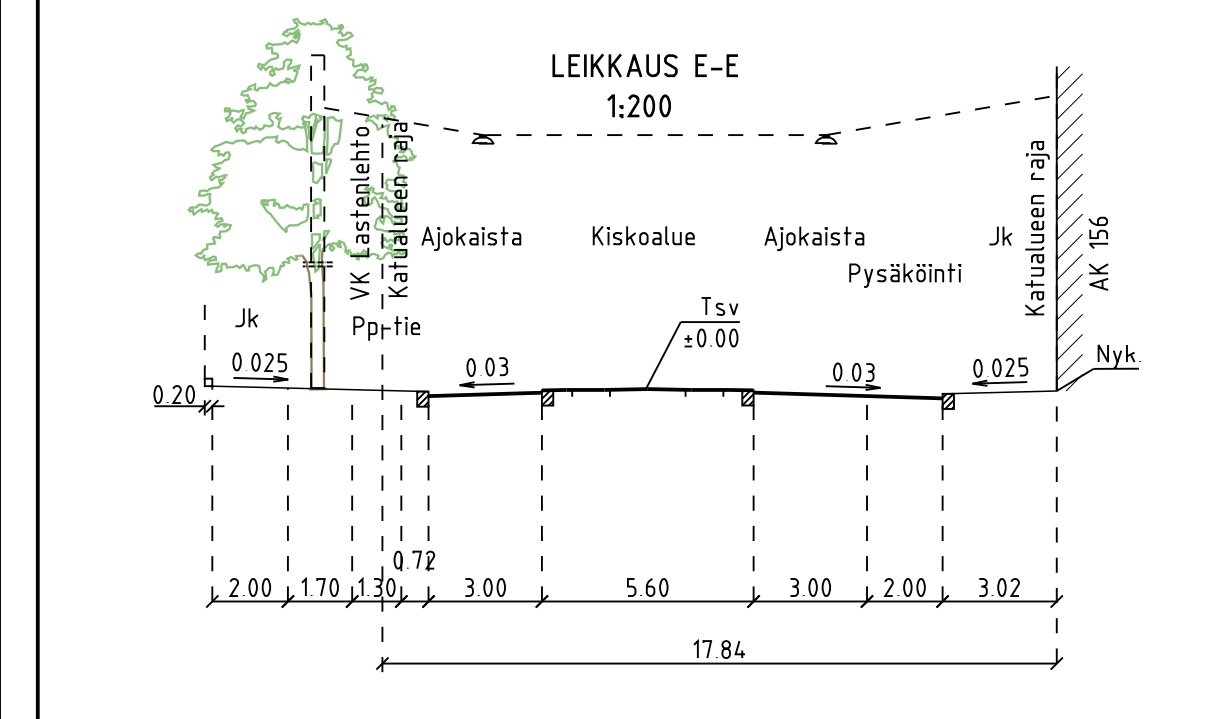 LEIKKAUS E-E
1:200
VK Lastenlehto
Katualueen raja
Ajokaista
Kiskoalue
Ajokaista
Jk
Katualueen raja
AK 156
Pysäköinti
Jk
Pp-tie
Tsv
±0.00
Nyk.
0.025
0.03
0.03
0.025
0.20
0.72
2.00
1.70
1.30
3.00
5.60
3.00
2.00
3.02
17.84